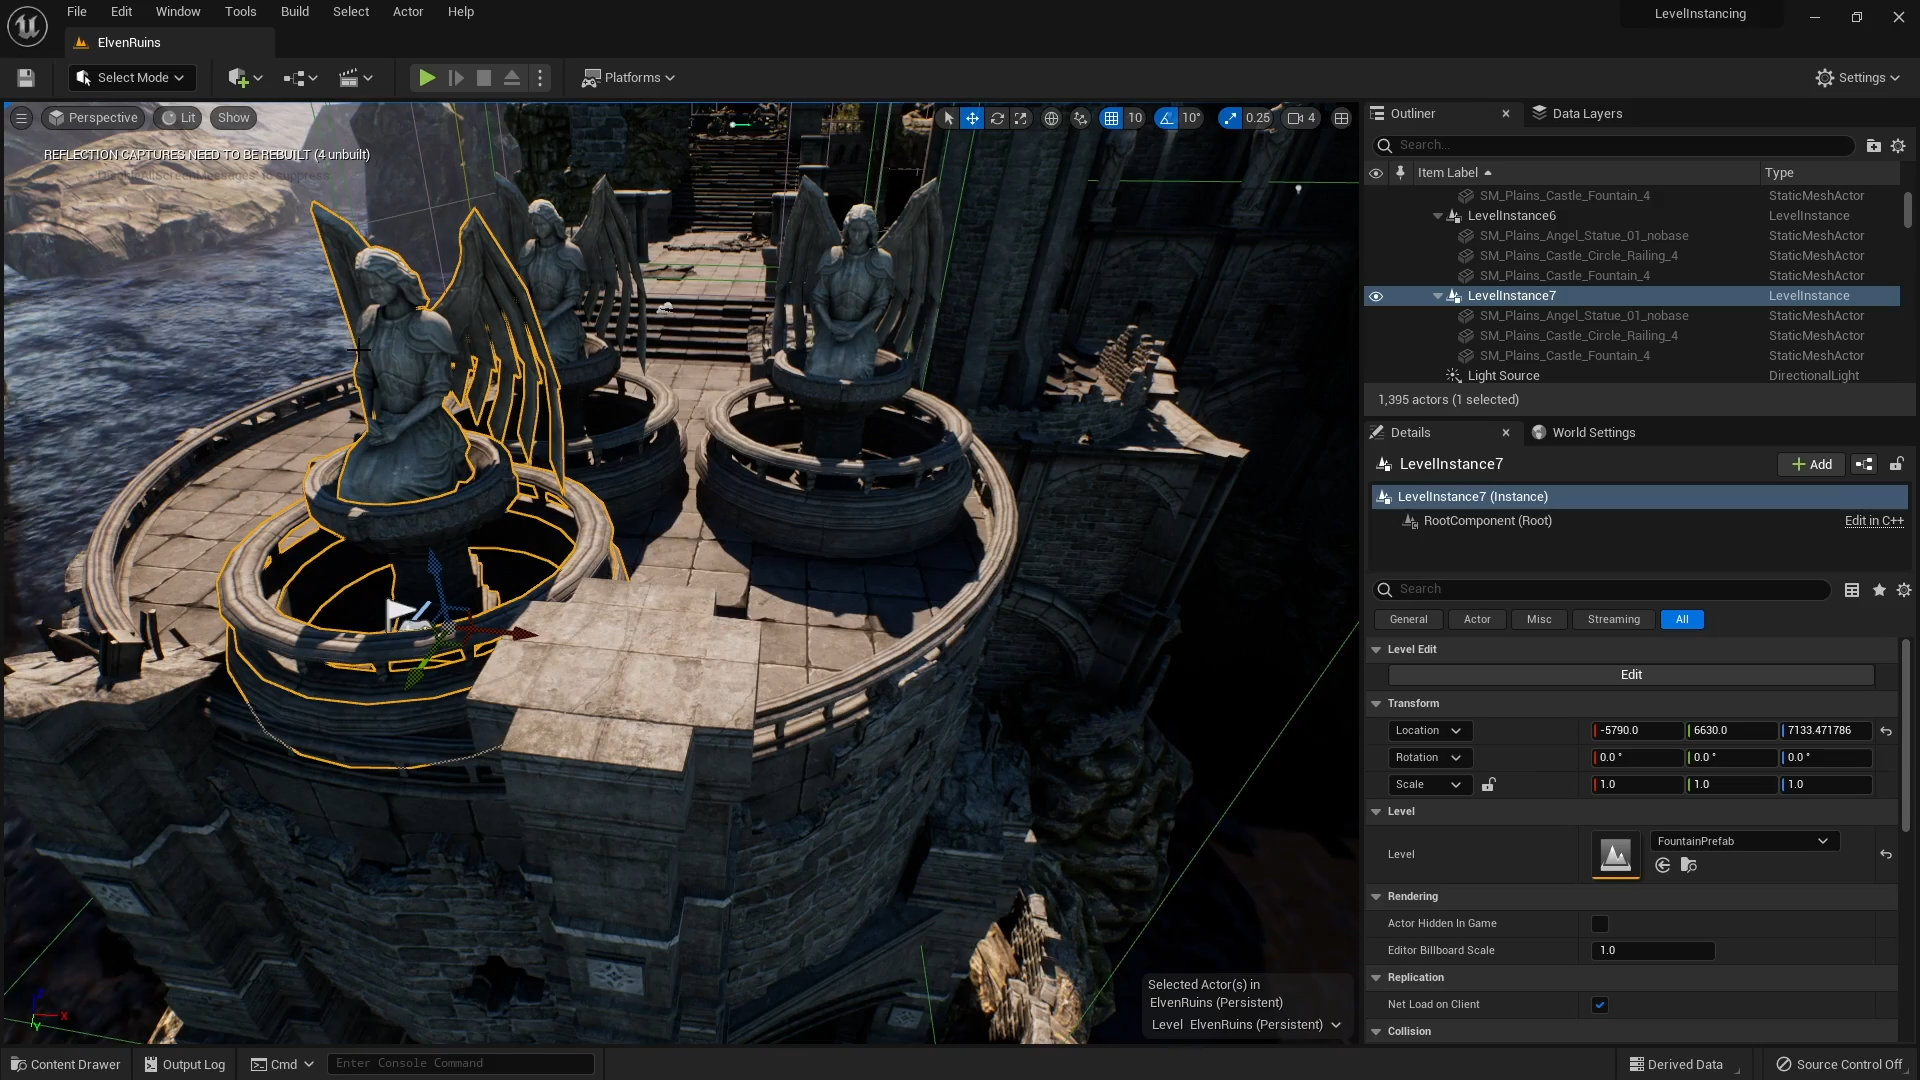 File Edit Window Tools Build Select Actor Help
LevelInstancing
ElvenRuins
Select Mode
Platforms
Settings
Perspective Lit Show
10 10° 0.25 4
REFLECTION CAPTURES NEED TO BE REBUILT (4 unbuilt)
Outliner
Data Layers
Search...
Item Label Type
SM_Plains_Castle_Fountain_4 StaticMeshActor
LevelInstance6 LevelInstance
SM_Plains_Angel_Statue_01_nobase StaticMeshActor
SM_Plains_Castle_Circle_Railing_4 StaticMeshActor
SM_Plains_Castle_Fountain_4 StaticMeshActor
LevelInstance7 LevelInstance
SM_Plains_Angel_Statue_01_nobase StaticMeshActor
SM_Plains_Castle_Circle_Railing_4 StaticMeshActor
SM_Plains_Castle_Fountain_4 StaticMeshActor
Light Source DirectionalLight
1,395 actors (1 selected)
Details
World Settings
LevelInstance7
Add
LevelInstance7 (Instance)
RootComponent (Root) Edit in C++
Search
General Actor Misc Streaming All
Level Edit
Edit
Transform
Location -5790.0 6630.0 7133.471786
Rotation 0.0 ° 0.0 ° 0.0 °
Scale 1.0 1.0 1.0
Level
Level FountainPrefab
Rendering
Actor Hidden In Game
Editor Billboard Scale 1.0
Replication
Net Load on Client
Collision
Selected Actor(s) in
ElvenRuins (Persistent)
Level ElvenRuins (Persistent)
X
Y
Content Drawer Output Log Cmd Enter Console Command
Derived Data Source Control Off